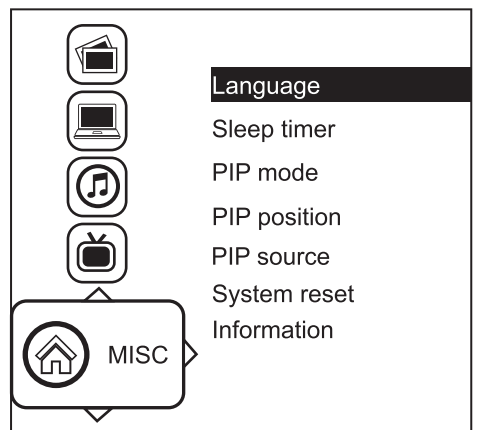 Language
Sleep timer
PIP mode
PIP position
PIP source
System reset
MISC
Information